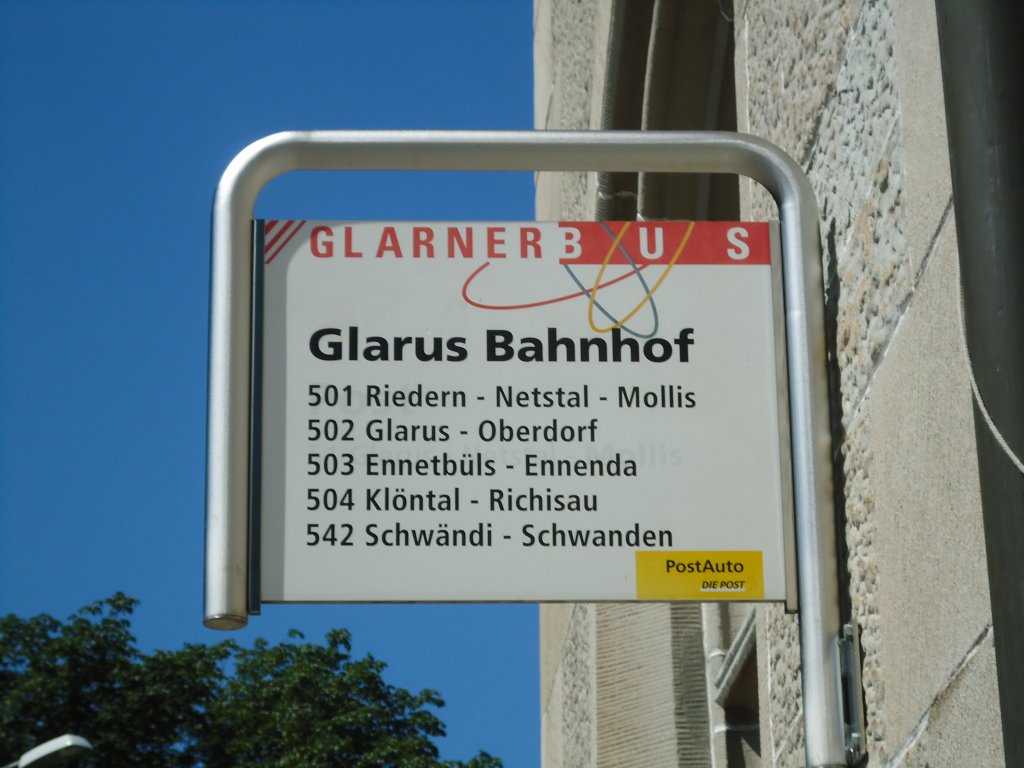 GLARNER BUS
Glarus Bahnhof
501 Riedern - Netstal - Mollis
502 Glarus - Oberdorf
503 Ennetbüls - Ennenda
504 Klöntal - Richisau
542 Schwändi - Schwanden
PostAuto
DIE POST